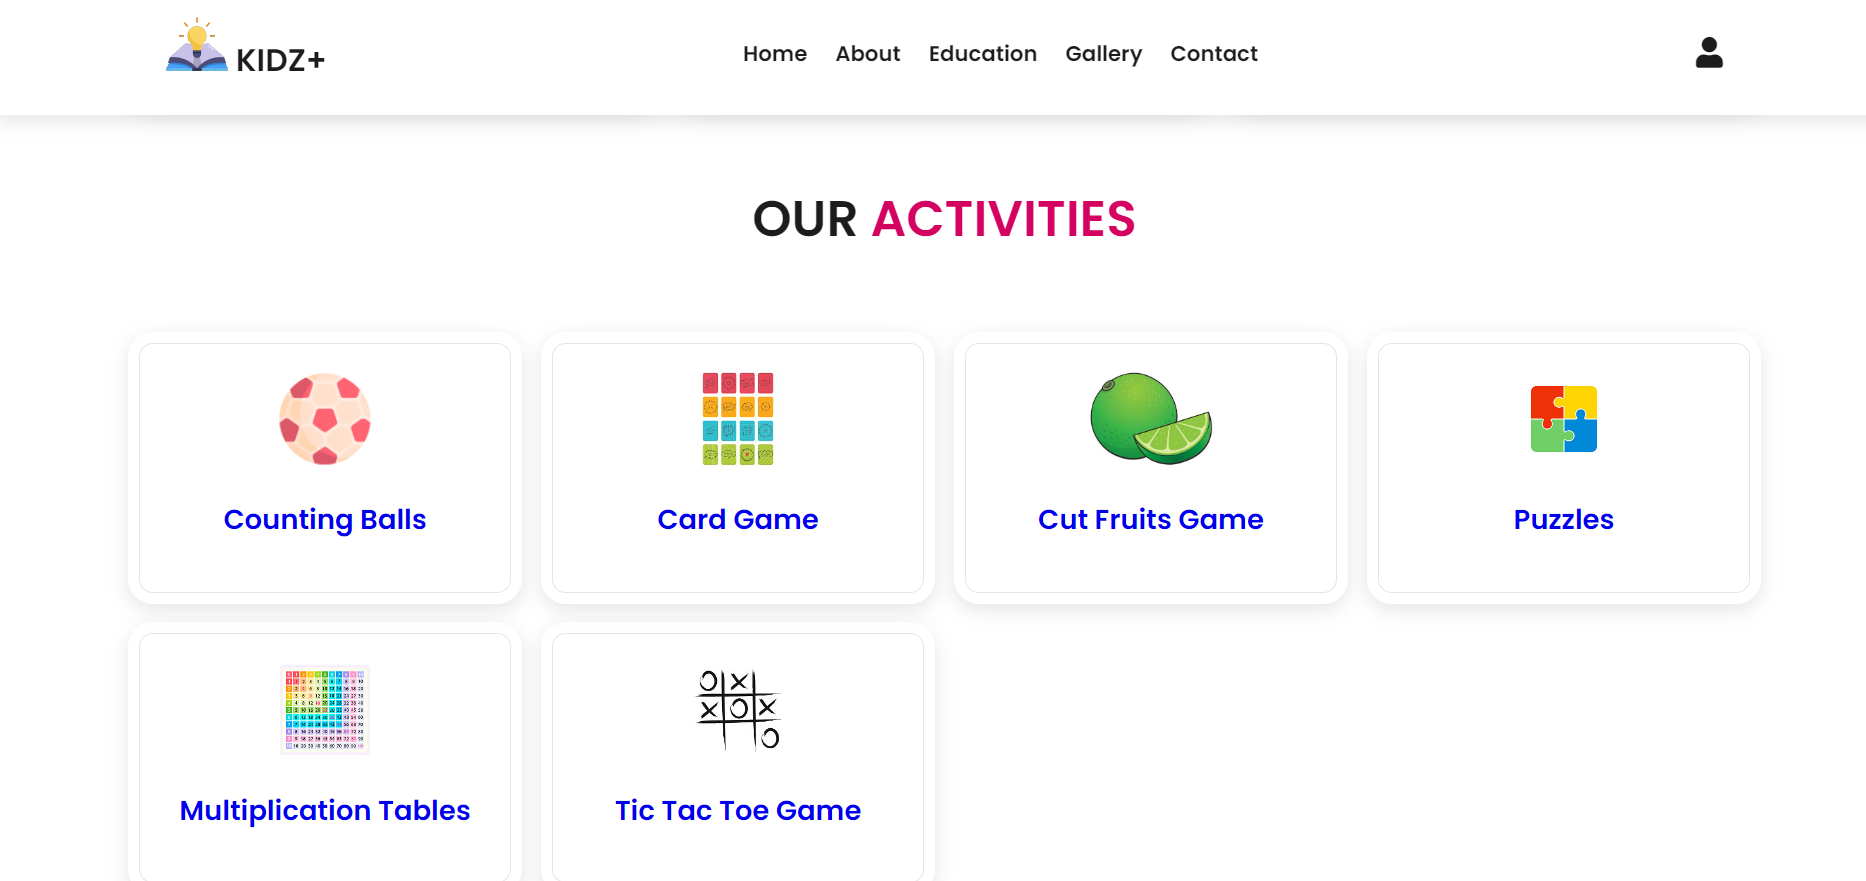 KIDZ+
Home About Education Gallery Contact
OUR ACTIVITIES
Counting Balls
Card Game
Cut Fruits Game
Puzzles
Multiplication Tables
Tic Tac Toe Game